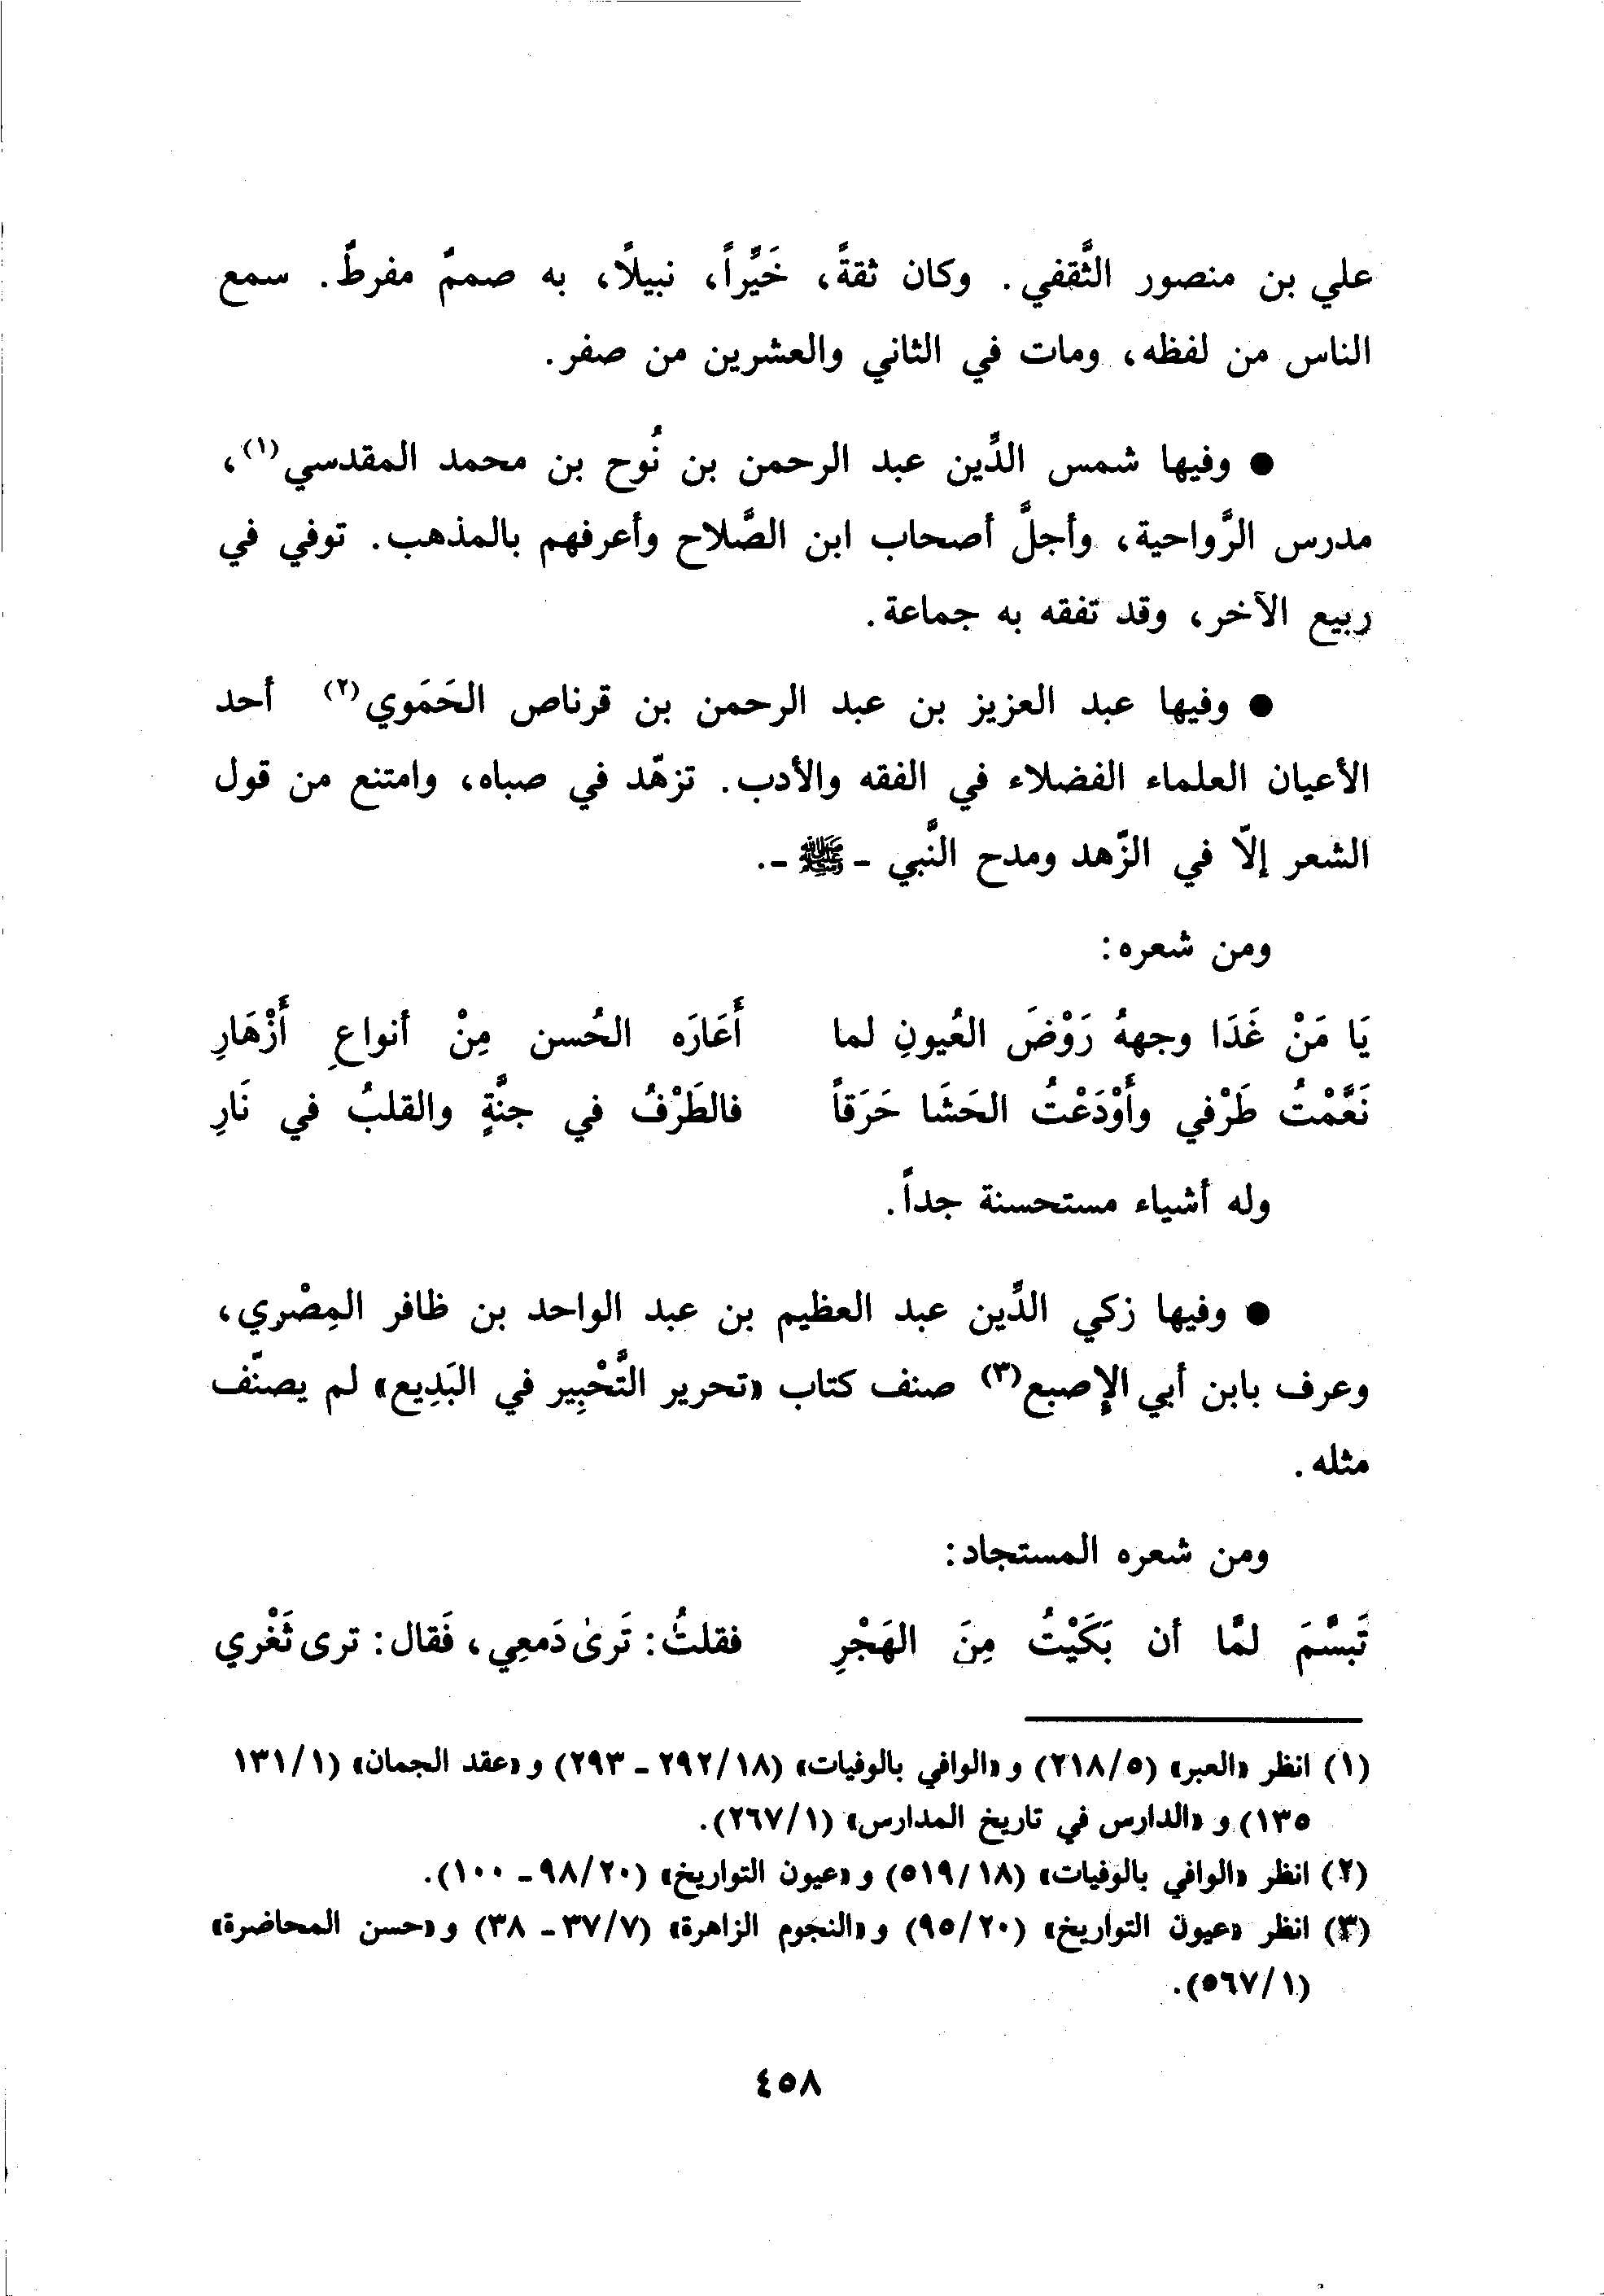 علي بن منصور الثَّقفي. وكان ثقةً، خَيِّراً، نبيلاً، به صممٌ مفرطٌ. سمع
الناس من لفظه، ومات في الثاني والعشرين من صفر.
● وفيها شمس الدِّين عبد الرحمن بن نُوح بن محمد المقدسي(١)،
مدرس الرَّواحية، وأجلَّ أصحاب ابن الصَّلاح وأعرفهم بالمذهب. توفي في
ربيع الآخر، وقد تفقه به جماعة.
● وفيها عبد العزيز بن عبد الرحمن بن قرناص الحَمَوي(٢) أحد
الأعيان العلماء الفضلاء في الفقه والأدب. تزهّد في صباه، وامتنع من قول
الشعر إلّا في الزّهد ومدح النَّبي - ﷺ -.
ومن شعره:
يَا مَنْ غَدَا وجههُ رَوْضَ العُيونِ لما أَعَارَه الحُسن مِنْ أنواعِ أَزْهَارِ
نَعَّمْتُ طَرْفي وأَوْدَعْتُ الحَشَا حَرَقاً فالطَرْفُ في جنَّةٍ والقلبُ في نَارِ
وله أشياء مستحسنة جداً.
● وفيها زكي الدِّين عبد العظيم بن عبد الواحد بن ظافر المِصْري،
وعرف بابن أبي الإصبع(٣) صنف كتاب «تحرير التَّحْبِير في البَدِيع» لم يصنّف
مثله.
ومن شعره المستجاد:
تَبسَّمَ لمَّا أن بَكَيْتُ مِنَ الهَجْرِ فقلتُ: تَرىٰ دَمعِي، فَقال: ترى ثَغْري
(١) انظر «العبر» (٢١٨/٥) و «الوافي بالوفيات» (٢٩٢/١٨ - ٢٩٣) و «عقد الجمان» (١٣١/١
١٣٥) و «الدارس في تاريخ المدارس» (٢٦٧/١).
(٢) انظر «الوافي بالوفيات» (٥١٩/١٨) و «عيون التواريخ» (٩٨/٢٠ - ١٠٠).
(٣) انظر «عيون التواريخ» (٩٥/٢٠) و «النجوم الزاهرة» (٣٧/٧ - ٣٨) و «حسن المحاضرة»
(٥٦٧/١).
٤٥٨